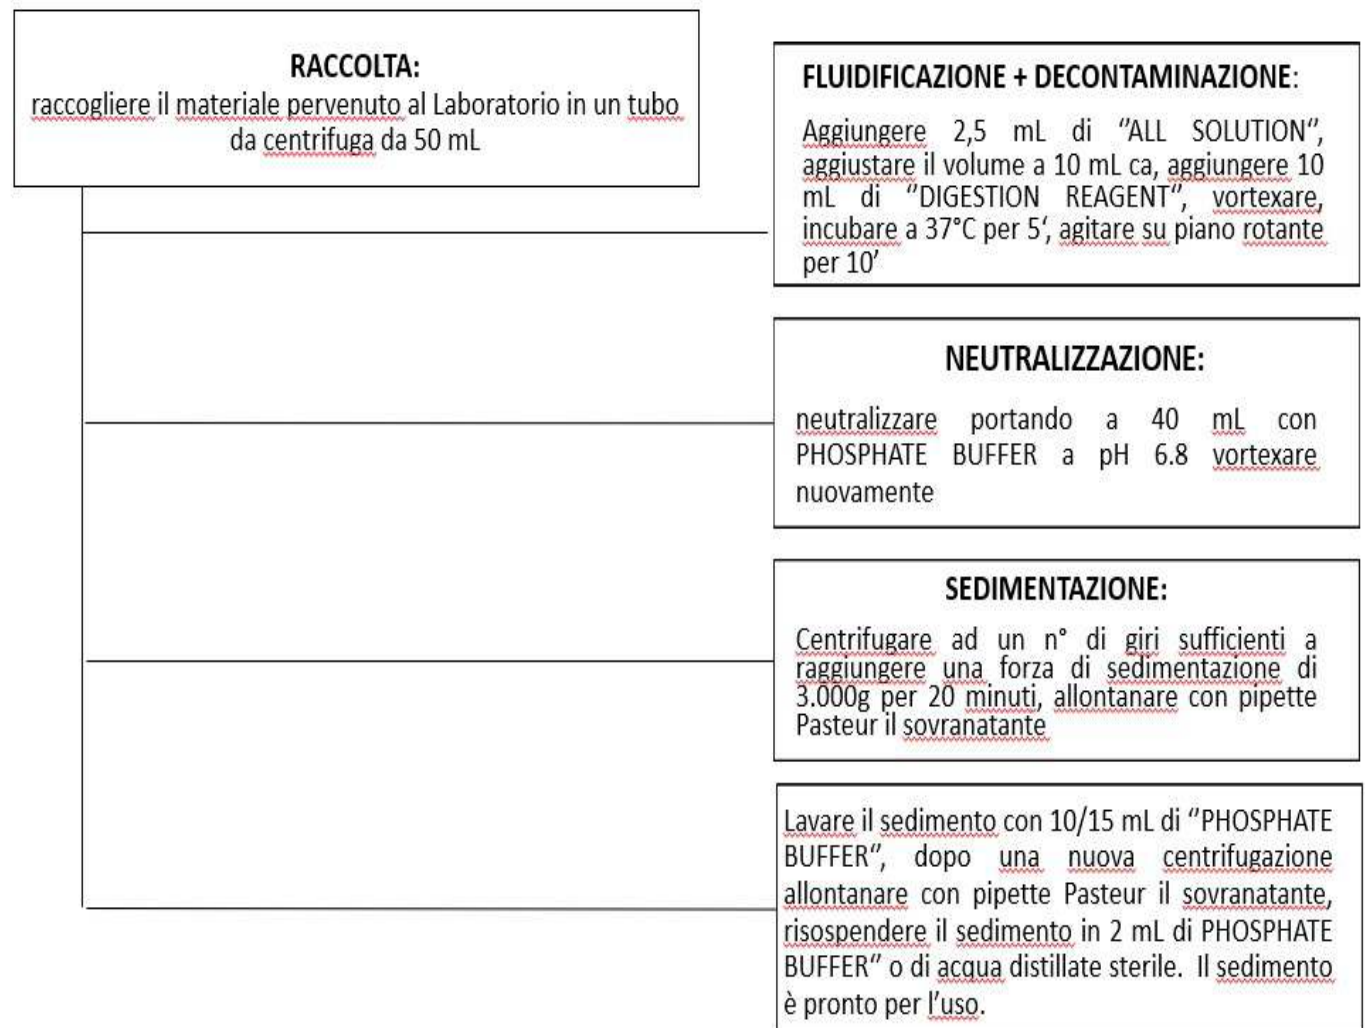 RACCOLTA:
raccogliere il materiale pervenuto al Laboratorio in un tubo
da centrifuga da 50 mL
FLUIDIFICAZIONE + DECONTAMINAZIONE:
Aggiungere 2,5 mL di ‘’ALL SOLUTION‘’,
aggiustare il volume a 10 mL ca, aggiungere 10
mL di ‘’DIGESTION REAGENT’’, vortexare,
incubare a 37°C per 5‘, agitare su piano rotante
per 10’
NEUTRALIZZAZIONE:
neutralizzare portando a 40 mL con
PHOSPHATE BUFFER a pH 6.8 vortexare
nuovamente
SEDIMENTAZIONE:
Centrifugare ad un n° di giri sufficienti a
raggiungere una forza di sedimentazione di
3.000g per 20 minuti, allontanare con pipette
Pasteur il sovranatante
Lavare il sedimento con 10/15 mL di ‘’PHOSPHATE
BUFFER’’, dopo una nuova centrifugazione
allontanare con pipette Pasteur il sovranatante,
risospendere il sedimento in 2 mL di PHOSPHATE
BUFFER’’ o di acqua distillate sterile. Il sedimento
è pronto per l’uso.